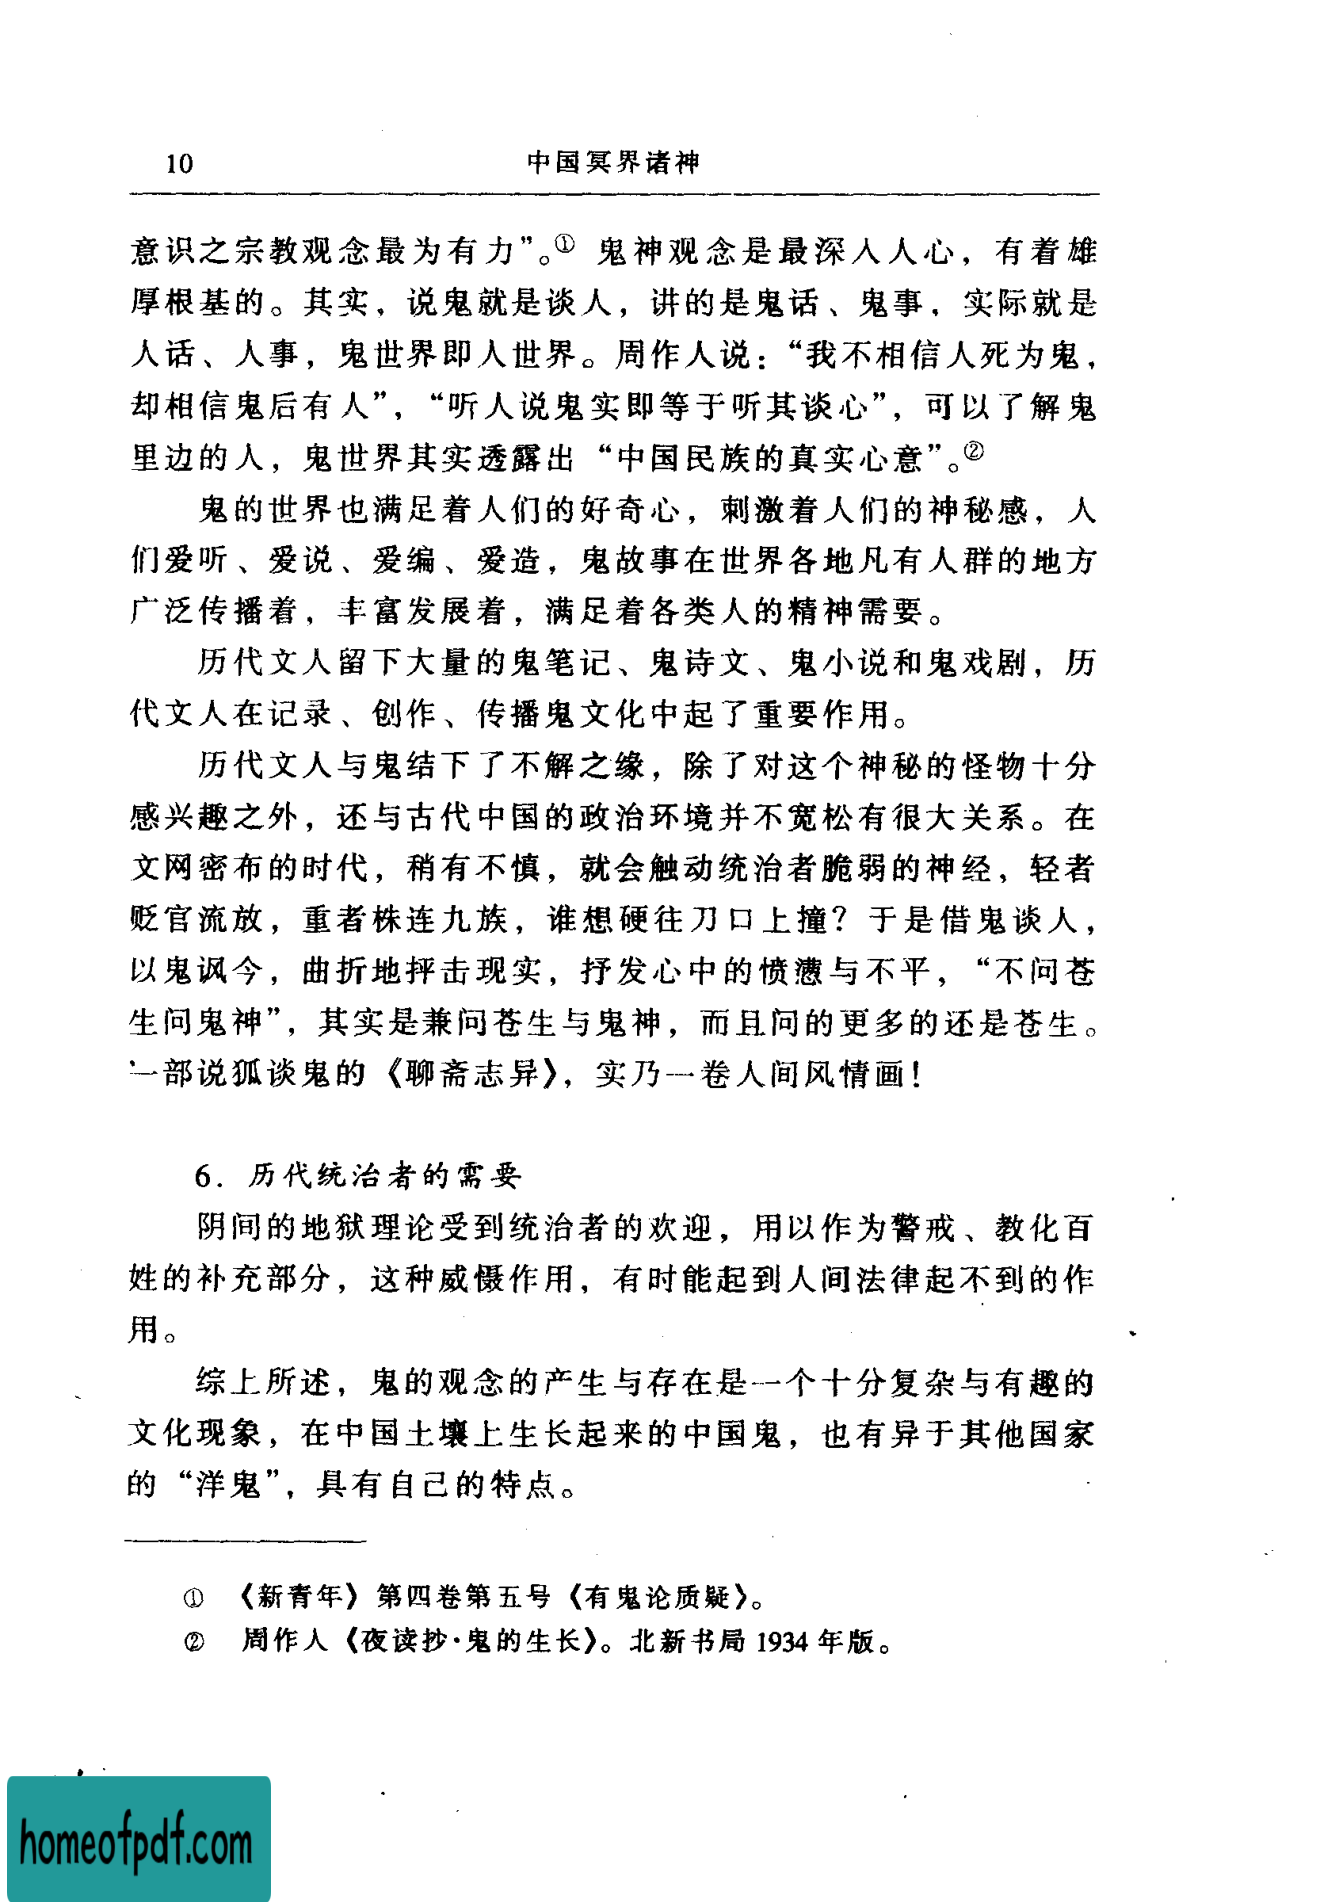 10 中国冥界诸神
意识之宗教观念最为有力”。① 鬼神观念是最深入人心，有着雄
厚根基的。其实，说鬼就是谈人，讲的是鬼话、鬼事，实际就是
人话、人事，鬼世界即人世界。周作人说：“我不相信人死为鬼，
却相信鬼后有人”，“听人说鬼实即等于听其谈心”，可以了解鬼
里边的人，鬼世界其实透露出“中国民族的真实心意”。②
鬼的世界也满足着人们的好奇心，刺激着人们的神秘感，人
们爱听、爱说、爱编、爱造，鬼故事在世界各地凡有人群的地方
广泛传播着，丰富发展着，满足着各类人的精神需要。
历代文人留下大量的鬼笔记、鬼诗文、鬼小说和鬼戏剧，历
代文人在记录、创作、传播鬼文化中起了重要作用。
历代文人与鬼结下了不解之缘，除了对这个神秘的怪物十分
感兴趣之外，还与古代中国的政治环境并不宽松有很大关系。在
文网密布的时代，稍有不慎，就会触动统治者脆弱的神经，轻者
贬官流放，重者株连九族，谁想硬往刀口上撞？于是借鬼谈人，
以鬼讽今，曲折地抨击现实，抒发心中的愤懑与不平，“不问苍
生问鬼神”，其实是兼问苍生与鬼神，而且问的更多的还是苍生。
一部说狐谈鬼的《聊斋志异》，实乃一卷人间风情画！
6．历代统治者的需要
阴间的地狱理论受到统治者的欢迎，用以作为警戒、教化百
姓的补充部分，这种威慑作用，有时能起到人间法律起不到的作
用。
综上所述，鬼的观念的产生与存在是一个十分复杂与有趣的
文化现象，在中国土壤上生长起来的中国鬼，也有异于其他国家
的“洋鬼”，具有自己的特点。
① 《新青年》第四卷第五号《有鬼论质疑》。
② 周作人《夜读抄·鬼的生长》。北新书局 1934 年版。
homeofpdf.com